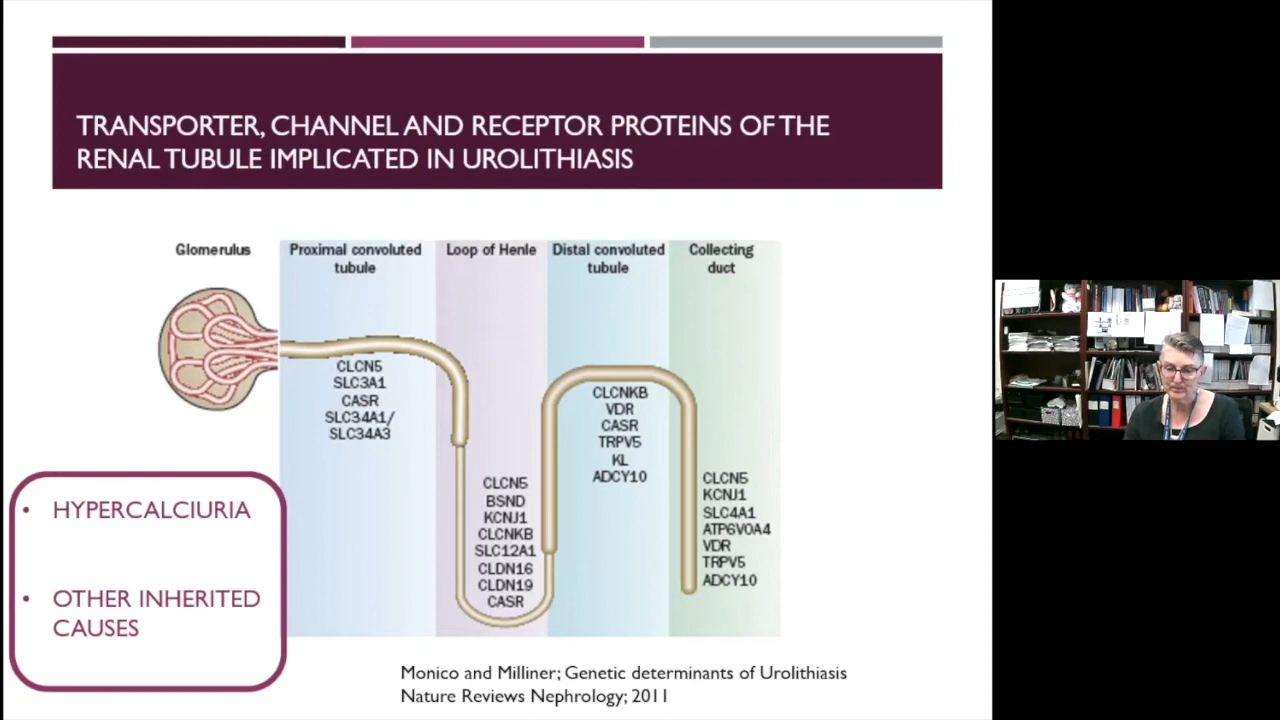 TRANSPORTER, CHANNEL AND RECEPTOR PROTEINS OF THE
RENAL TUBULE IMPLICATED IN UROLITHIASIS
Glomerulus
Proximal convoluted
tubule
Loop of Henle
Distal convoluted
tubule
Collecting
duct
CLCN5
SLC3A1
CASR
SLC34A1/
SLC34A3
CLCN5
BSND
KCNJ1
CLCNKB
SLC12A1
CLDN16
CLDN19
CASR
CLCNKB
VDR
CASR
TRPV5
KL
ADCY10
CLCN5
KCNJ1
SLC4A1
ATP6V0A4
VDR
TRPV5
ADCY10
• HYPERCALCIURIA
• OTHER INHERITED
CAUSES
Monico and Milliner; Genetic determinants of Urolithiasis
Nature Reviews Nephrology; 2011